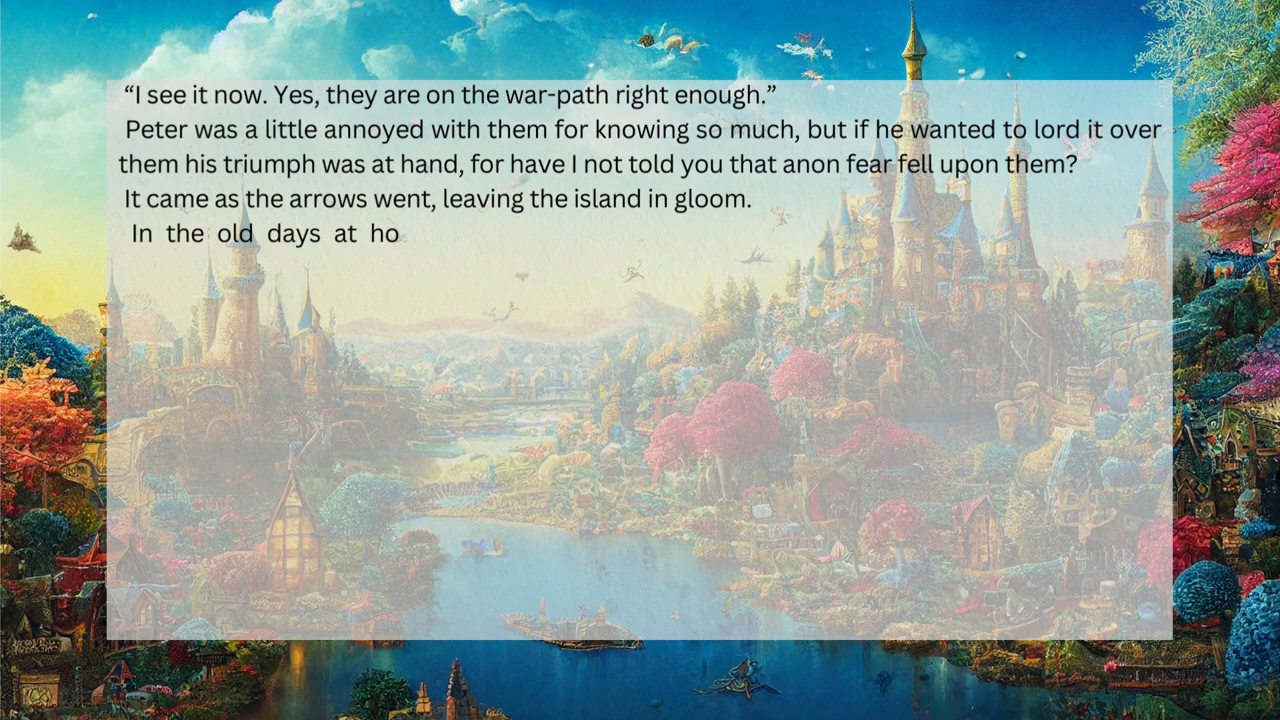 “I see it now. Yes, they are on the war-path right enough.”
Peter was a little annoyed with them for knowing so much, but if he wanted to lord it over
them his triumph was at hand, for have I not told you that anon fear fell upon them?
It came as the arrows went, leaving the island in gloom.
In the old days at ho